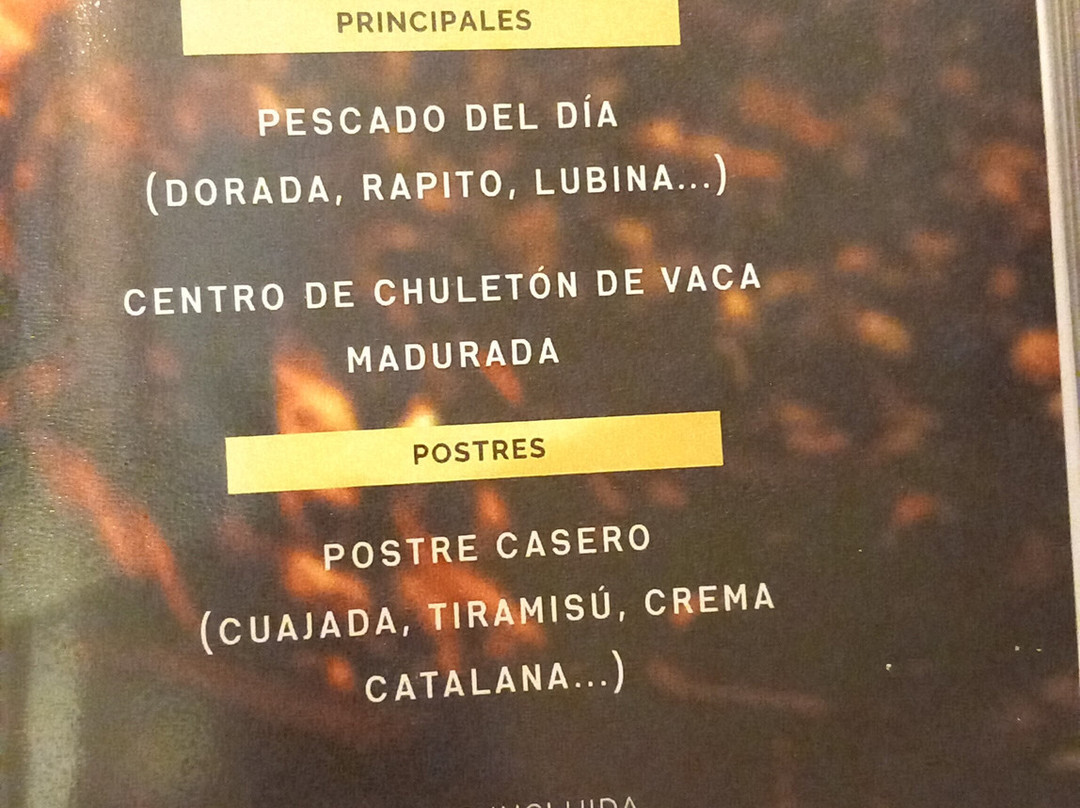 PRINCIPALES
PESCADO DEL DÍA
(DORADA, RAPITO, LUBINA...)
CENTRO DE CHULETÓN DE VACA
MADURADA
POSTRES
POSTRE CASERO
(CUAJADA, TIRAMISÚ, CREMA
CATALANA...)
INCLUIDA